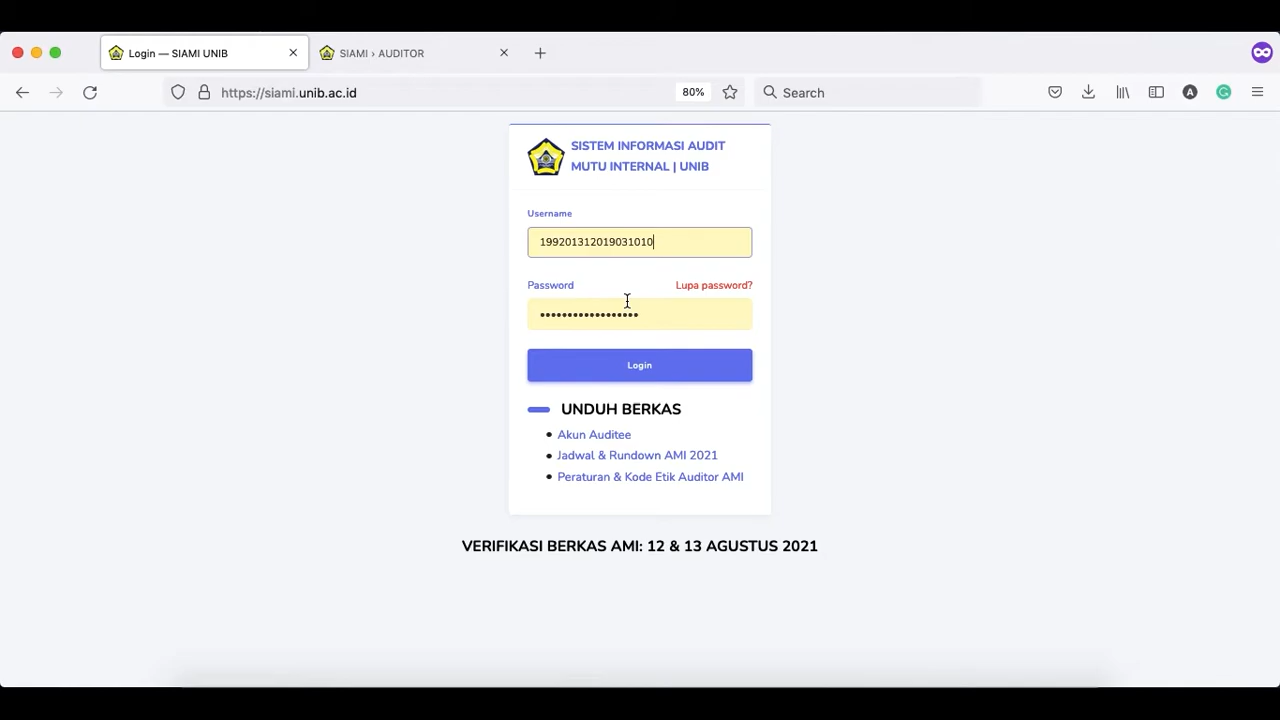 Login — SIAMI UNIB
SIAMI › AUDITOR
https://siami.unib.ac.id
80%
Search
A
SISTEM INFORMASI AUDIT
MUTU INTERNAL | UNIB
Username
199201312019031010
Password
Lupa password?
••••••••••••••••••
Login
UNDUH BERKAS
• Akun Auditee
• Jadwal & Rundown AMI 2021
• Peraturan & Kode Etik Auditor AMI
VERIFIKASI BERKAS AMI: 12 & 13 AGUSTUS 2021